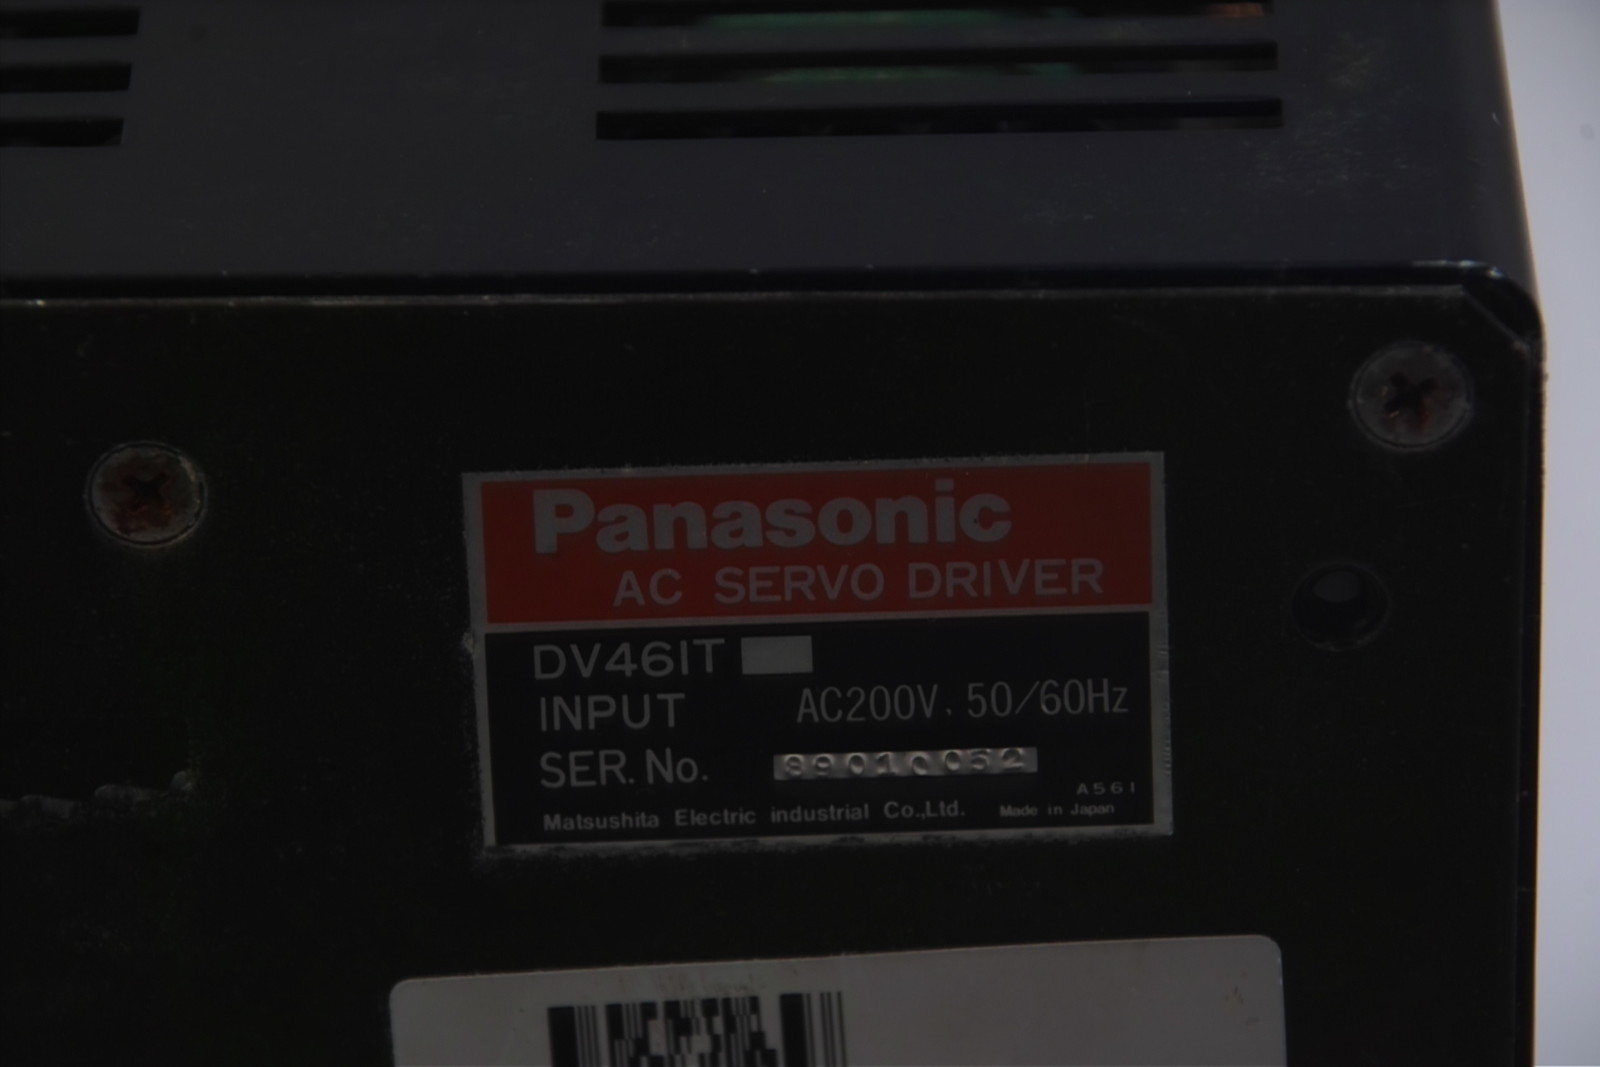 Panasonic
AC SERVO DRIVER
DV461T
INPUT AC200V. 50/60Hz
SER. No. 89010052
A561
Matsushita Electric industrial Co.,Ltd. Made in Japan